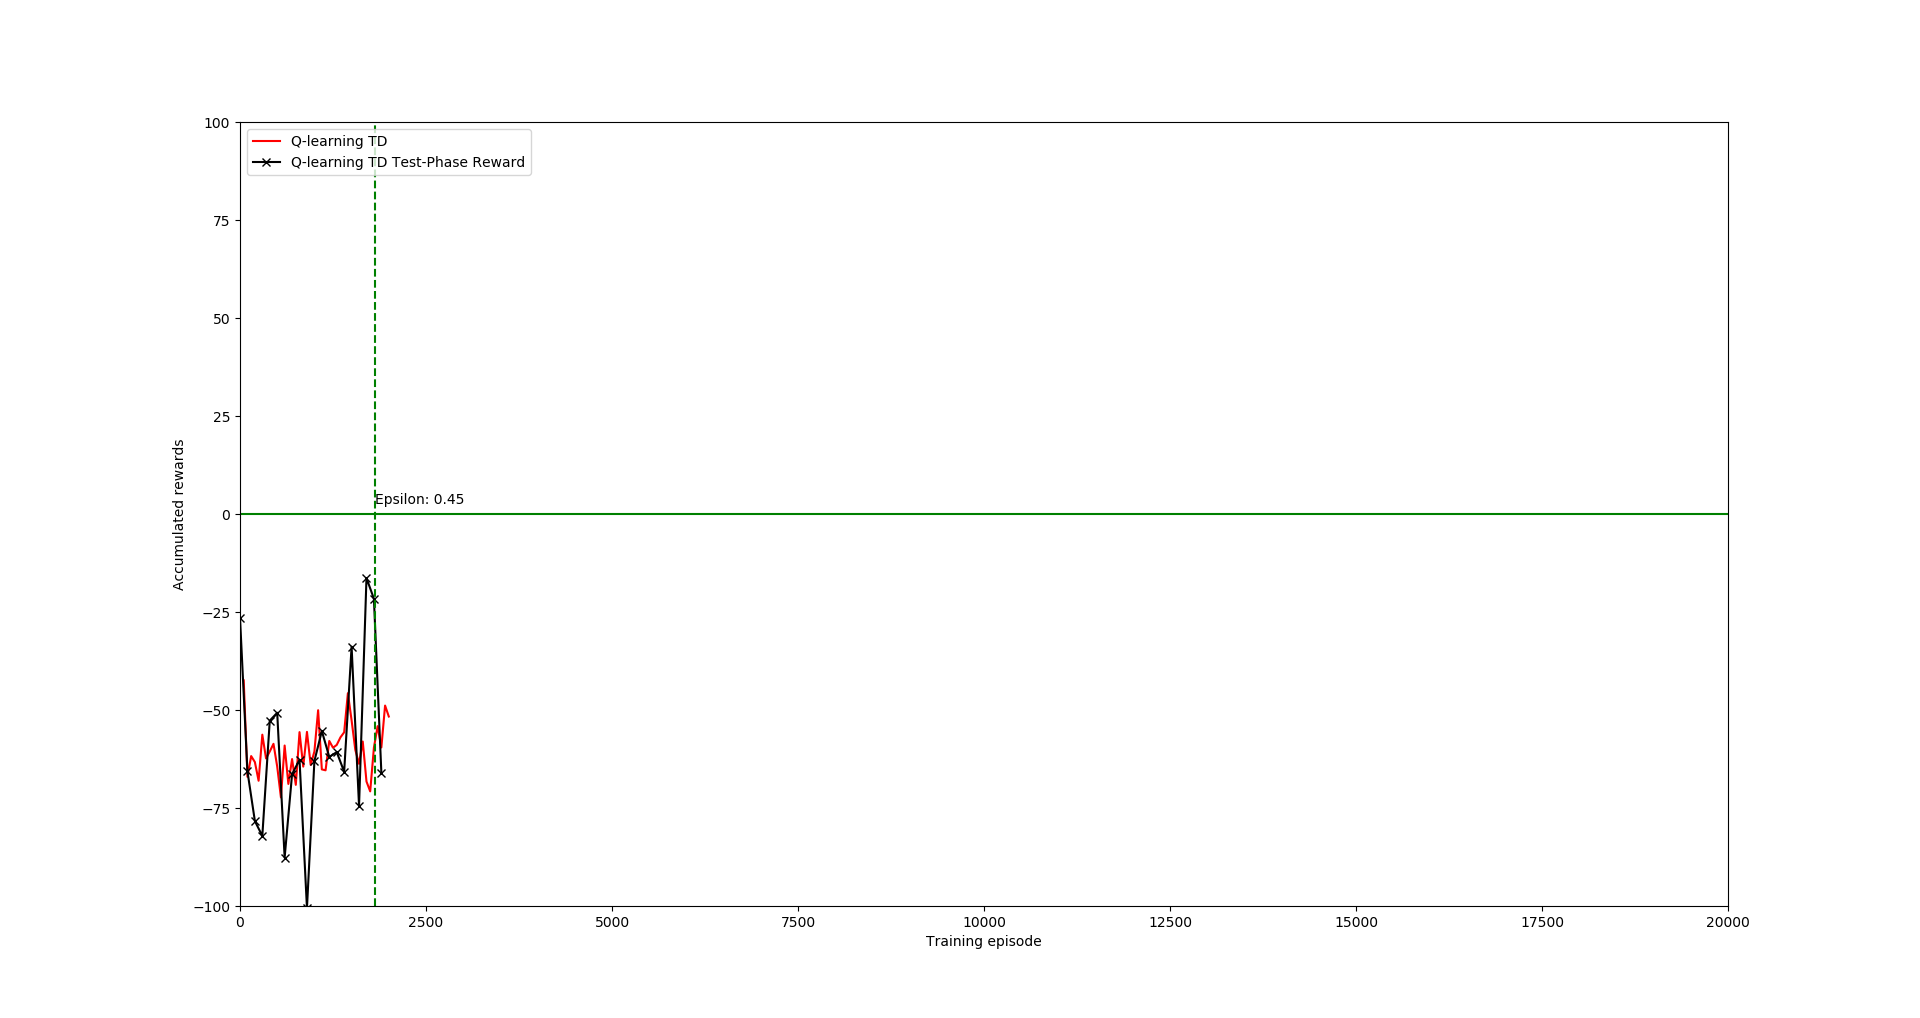 Q-learning TD
Q-learning TD Test-Phase Reward
100
75
50
25
0
−25
−50
−75
−100
Accumulated rewards
Epsilon: 0.45
0 2500 5000 7500 10000 12500 15000 17500 20000
Training episode